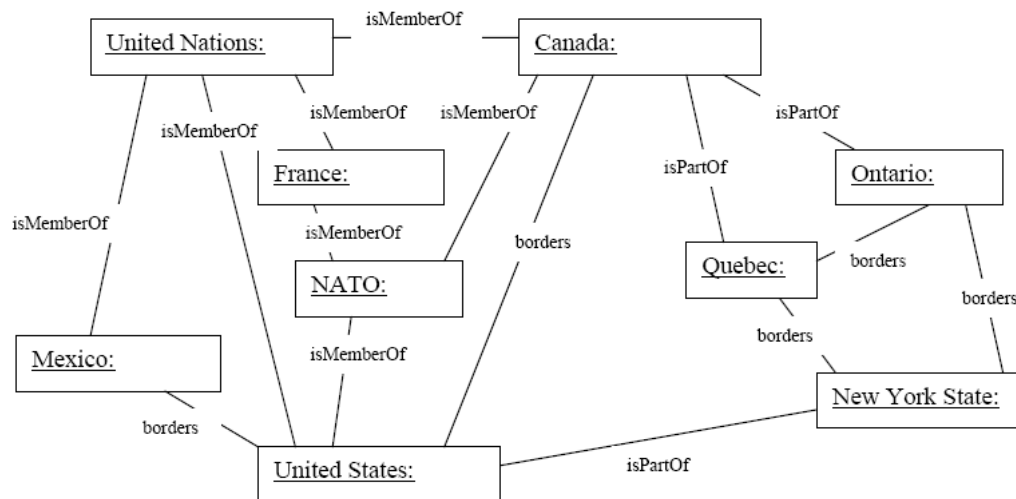 isMemberOf
United Nations:
Canada:
isMemberOf
isMemberOf
isPartOf
isMemberOf
isPartOf
France:
Ontario:
isMemberOf
isMemberOf
borders
Quebec:
borders
NATO:
borders
borders
isMemberOf
Mexico:
New York State:
borders
isPartOf
United States: